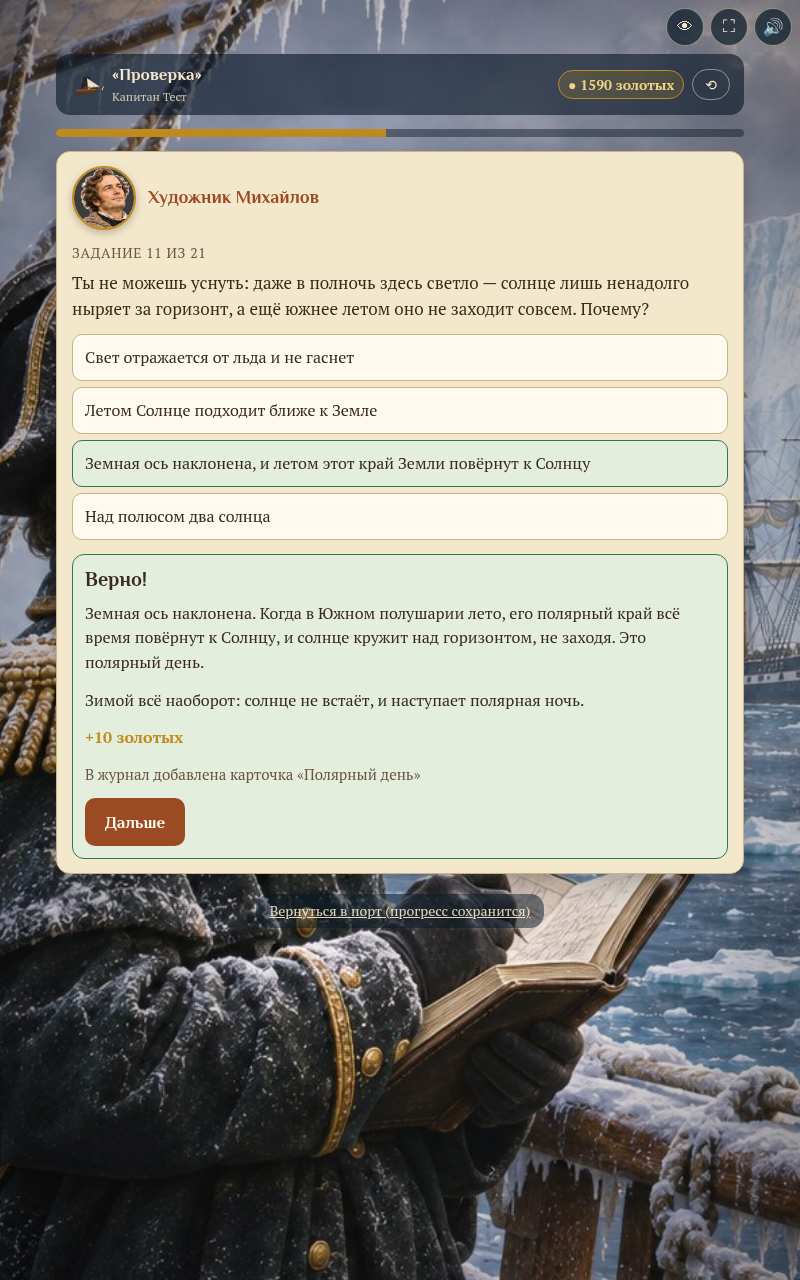 «Проверка»
Капитан Тест
● 1590 золотых
Художник Михайлов
ЗАДАНИЕ 11 ИЗ 21
Ты не можешь уснуть: даже в полночь здесь светло — солнце лишь ненадолго
ныряет за горизонт, а ещё южнее летом оно не заходит совсем. Почему?
Свет отражается от льда и не гаснет
Летом Солнце подходит ближе к Земле
Земная ось наклонена, и летом этот край Земли повёрнут к Солнцу
Над полюсом два солнца
Верно!
Земная ось наклонена. Когда в Южном полушарии лето, его полярный край всё
время повёрнут к Солнцу, и солнце кружит над горизонтом, не заходя. Это
полярный день.
Зимой всё наоборот: солнце не встаёт, и наступает полярная ночь.
+10 золотых
В журнал добавлена карточка «Полярный день»
Дальше
Вернуться в порт (прогресс сохранится)